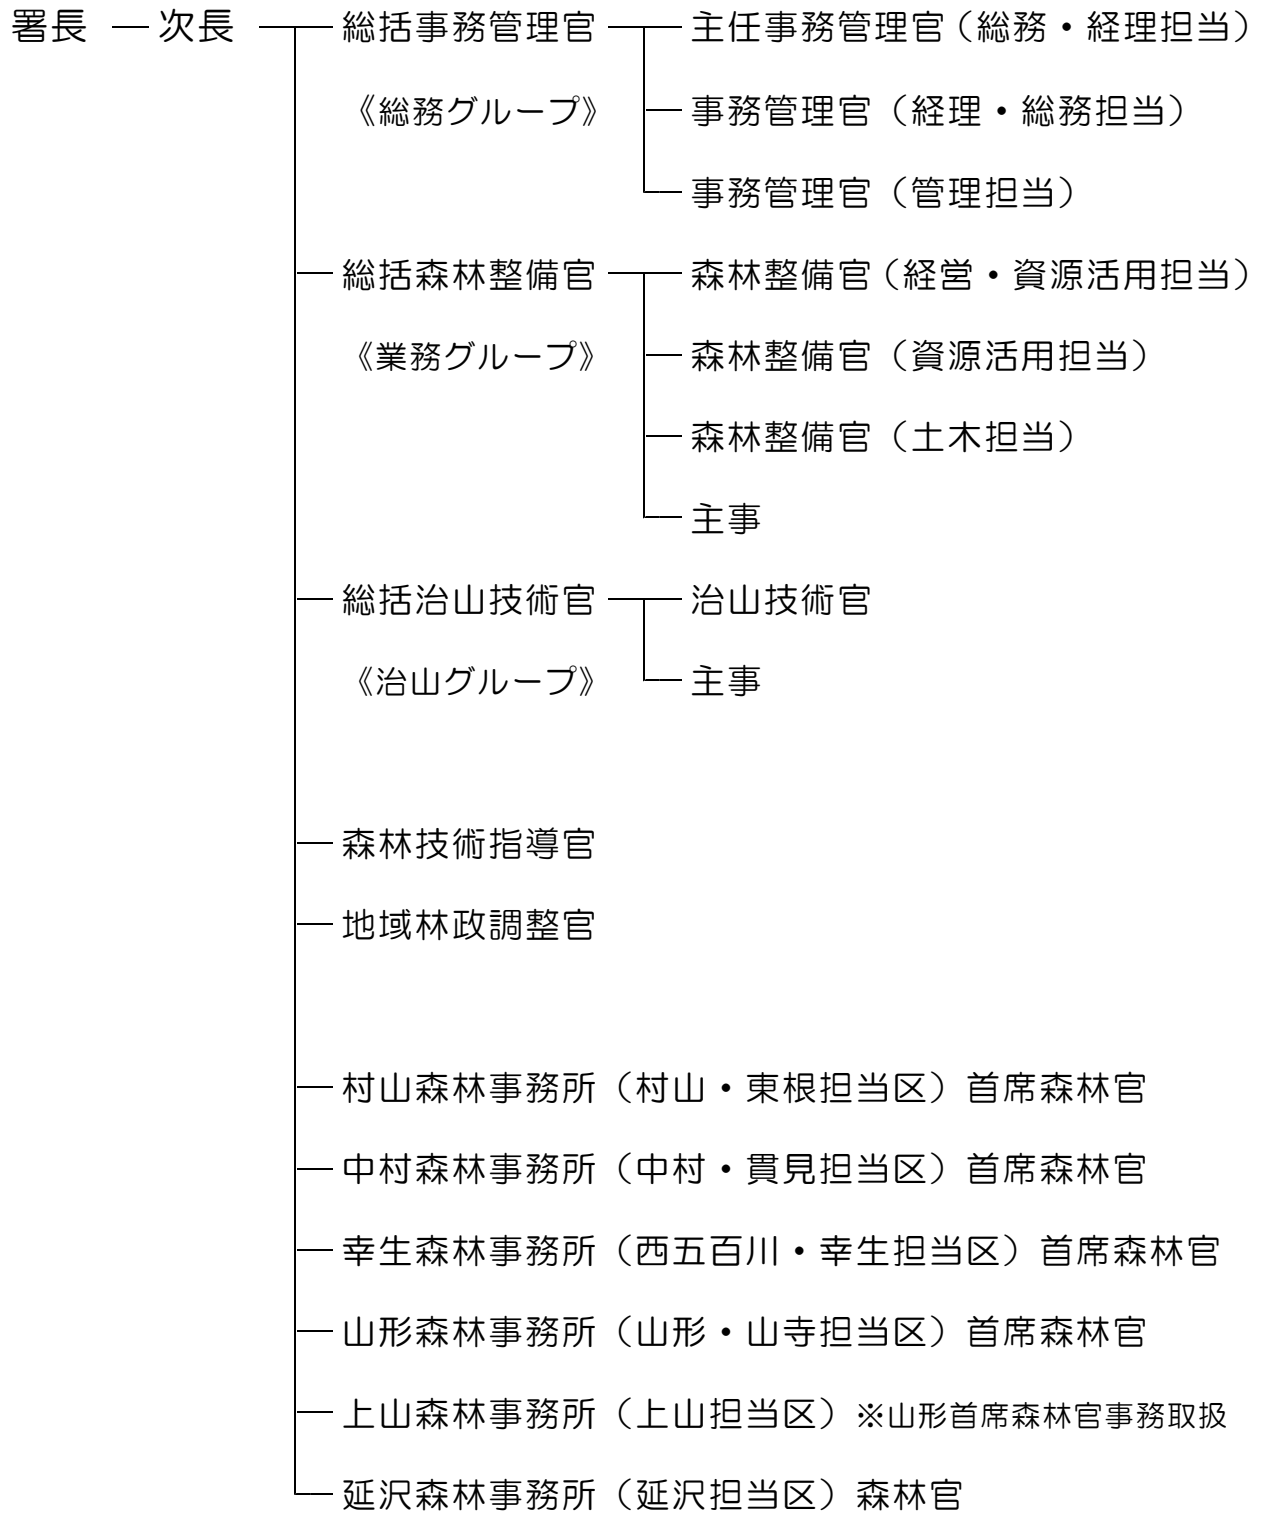 署長 次長 総括事務管理官 主任事務管理官（総務・経理担当）
《総務グループ》 事務管理官（経理・総務担当）
事務管理官（管理担当）
総括森林整備官 森林整備官（経営・資源活用担当）
《業務グループ》 森林整備官（資源活用担当）
森林整備官（土木担当）
主事
総括治山技術官 治山技術官
《治山グループ》 主事
森林技術指導官
地域林政調整官
村山森林事務所（村山・東根担当区）首席森林官
中村森林事務所（中村・貫見担当区）首席森林官
幸生森林事務所（西五百川・幸生担当区）首席森林官
山形森林事務所（山形・山寺担当区）首席森林官
上山森林事務所（上山担当区）※山形首席森林官事務取扱
延沢森林事務所（延沢担当区）森林官